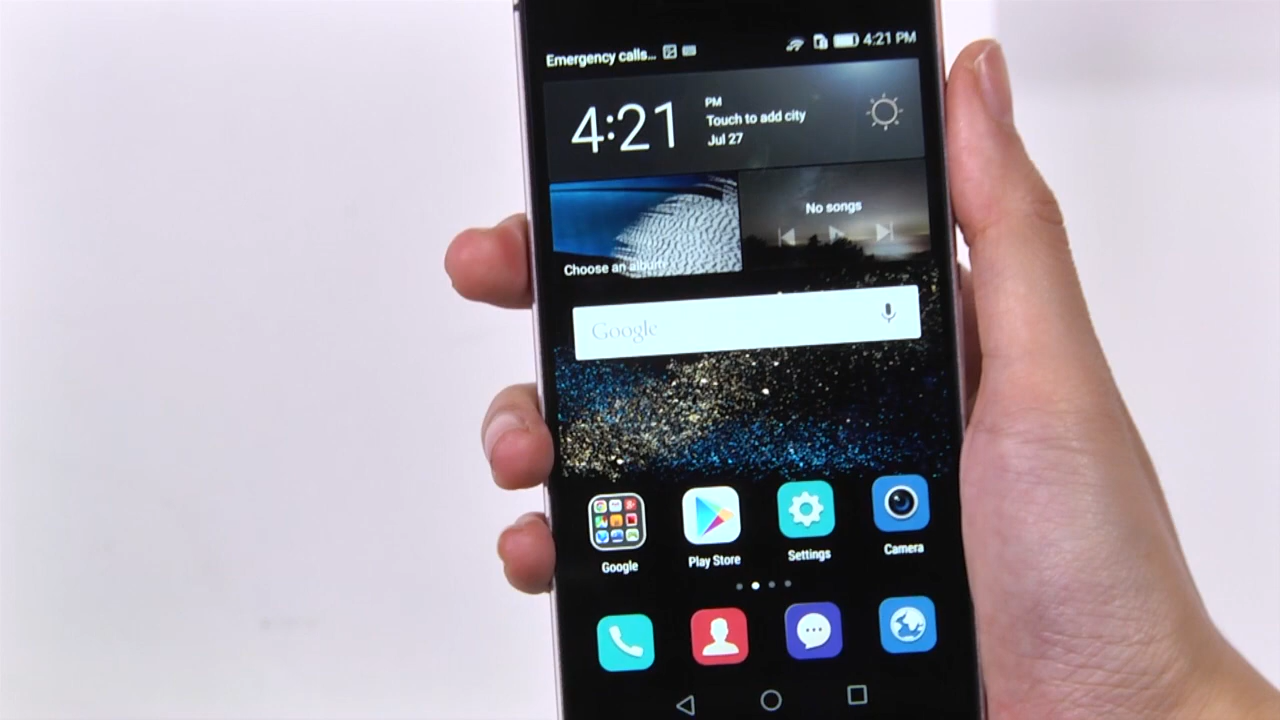 Emergency calls... 4:21 PM
4:21
PM
Touch to add city
Jul 27
No songs
Choose an album
Google
Google
Play Store
Settings
Camera